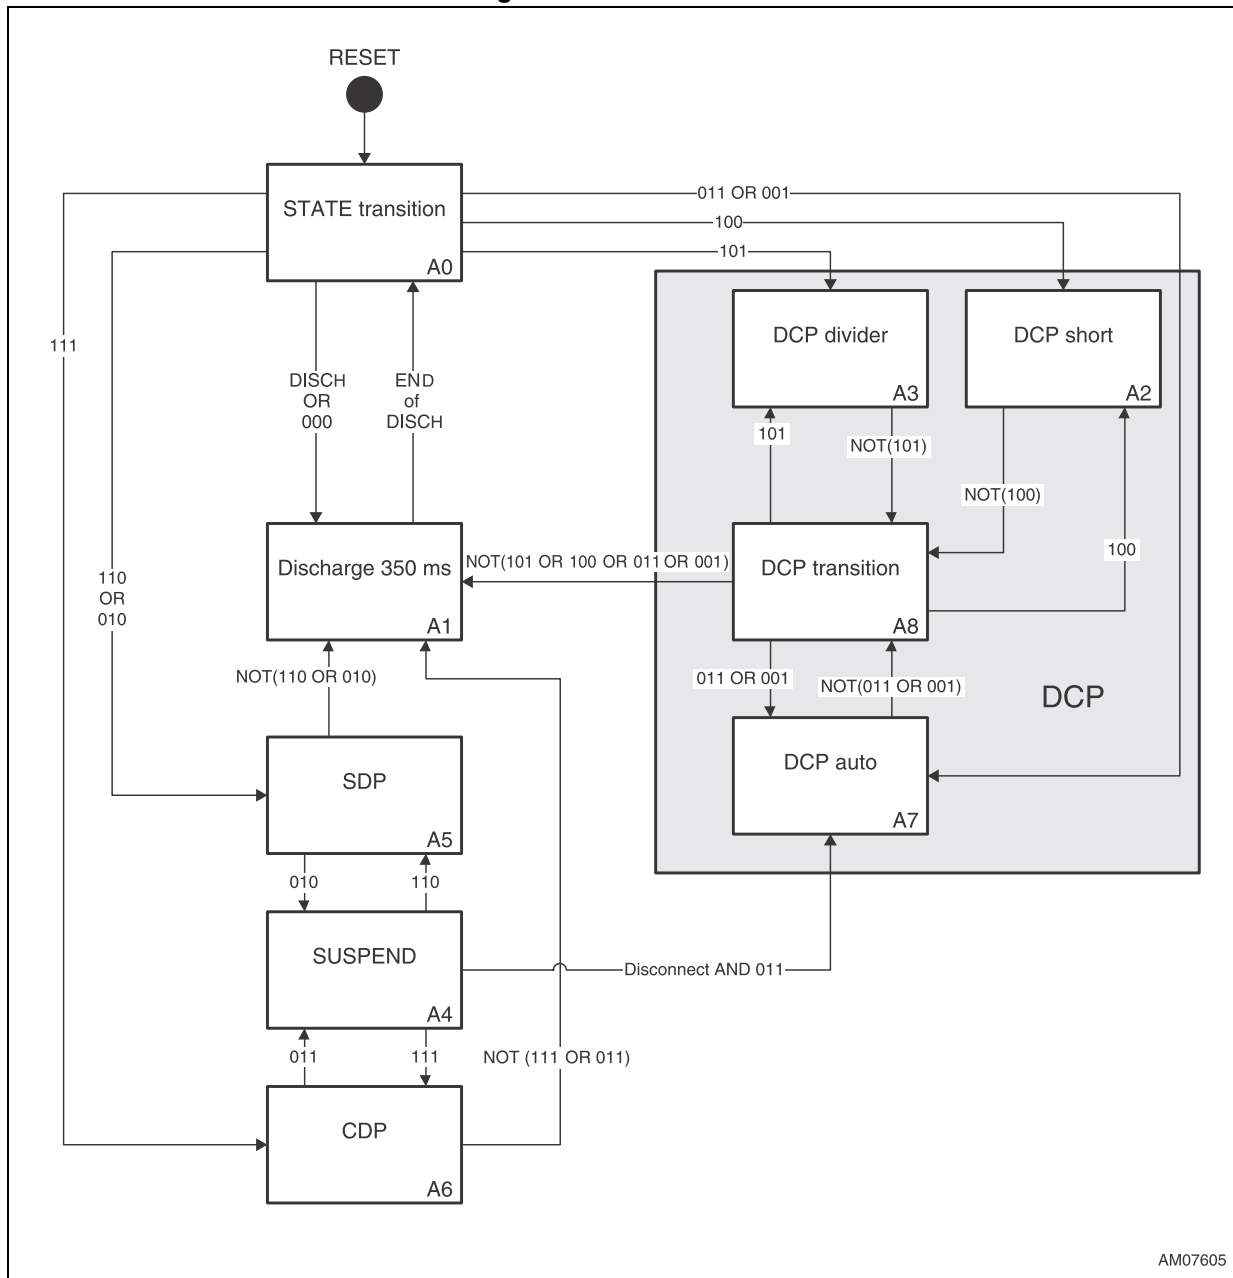 RESET
STATE transition
A0
011 OR 001
100
101
111
DISCH
OR
000
END
of
DISCH
110
OR
010
DCP divider
A3
DCP short
A2
101
NOT(101)
NOT(100)
100
Discharge 350 ms
A1
NOT(101 OR 100 OR 011 OR 001)
DCP transition
A8
011 OR 001
NOT(011 OR 001)
DCP
DCP auto
A7
NOT(110 OR 010)
SDP
A5
010
110
SUSPEND
A4
Disconnect AND 011
011
111
NOT (111 OR 011)
CDP
A6
AM07605